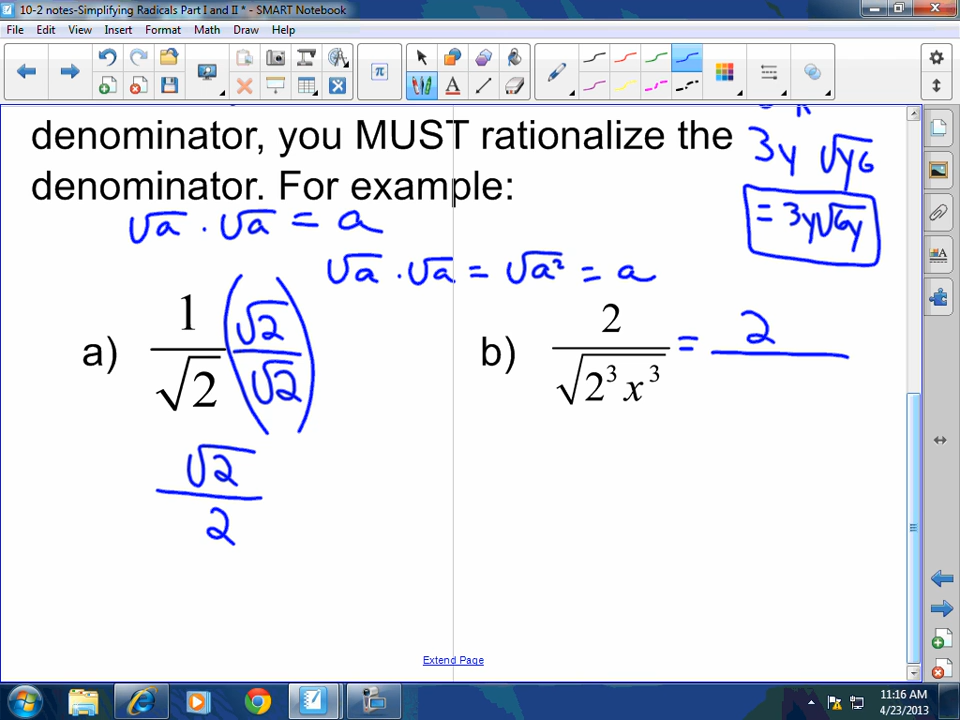 10-2 notes-Simplifying Radicals Part I and II * - SMART Notebook
File Edit View Insert Format Math Draw Help
denominator, you MUST rationalize the
denominator. For example:
3y √y6
= 3y√6y
√a · √a = a
√a · √a = √a² = a
a) 1/√2 (√2/√2)
√2/2
b) 2/√2³x³ = 2
Extend Page
11:16 AM
4/23/2013